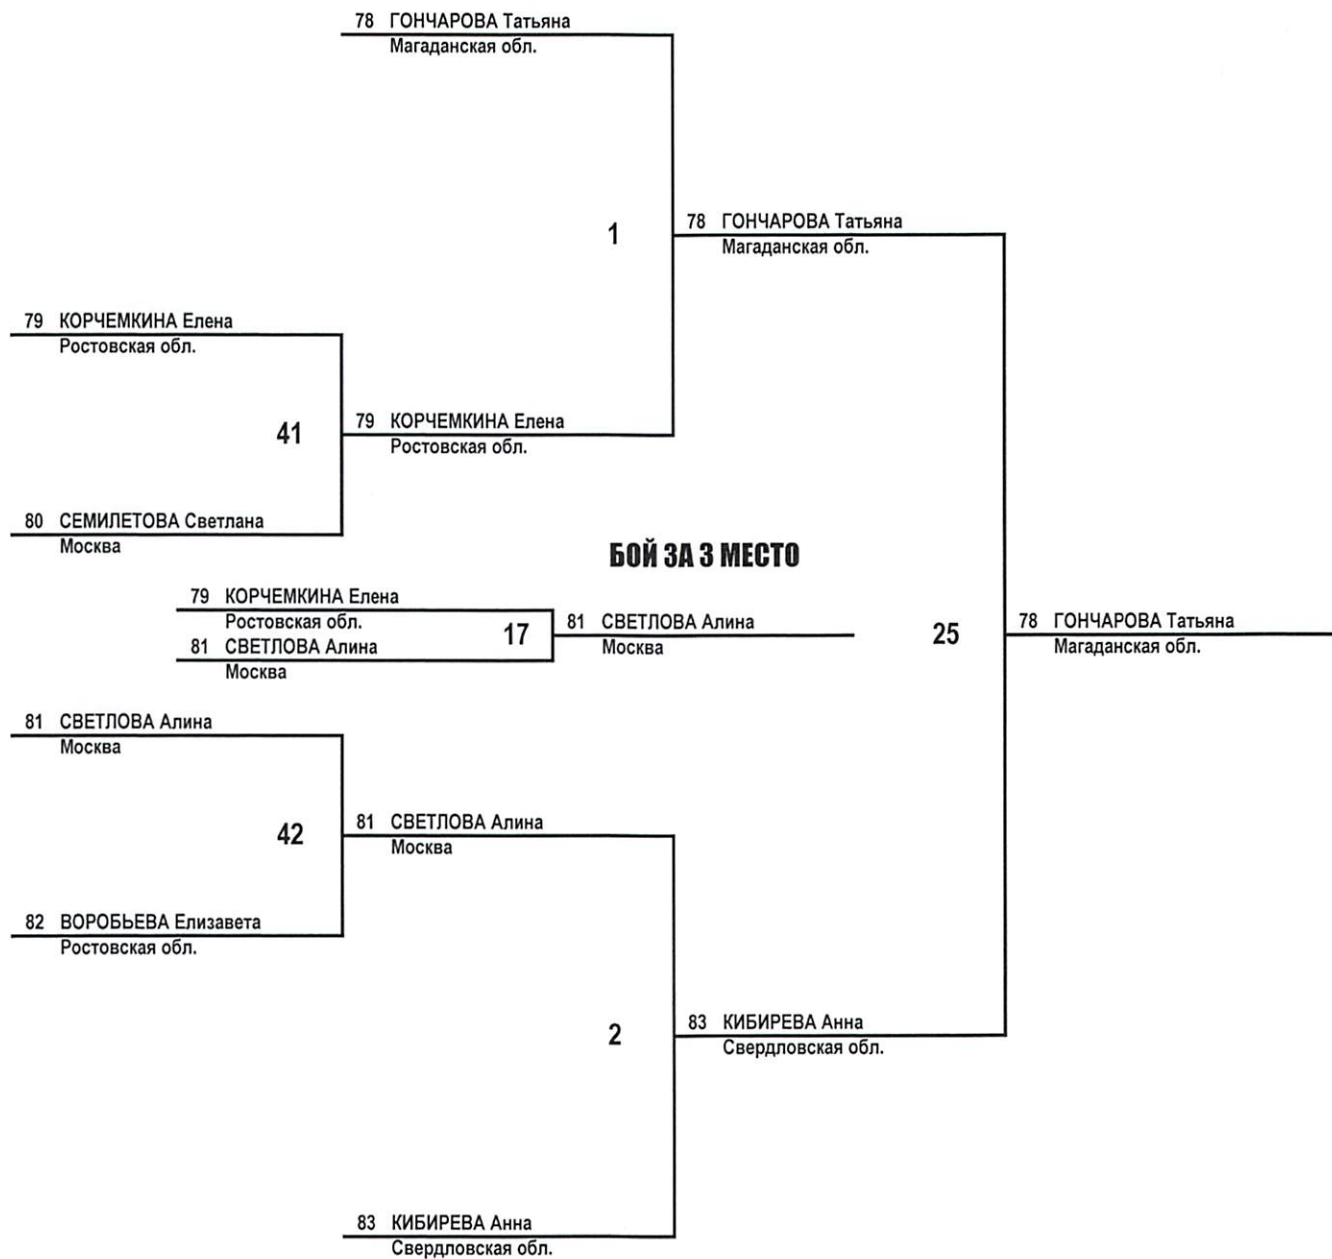 78 ГОНЧАРОВА Татьяна
Магаданская обл.
1
78 ГОНЧАРОВА Татьяна
Магаданская обл.
79 КОРЧЕМКИНА Елена
Ростовская обл.
41
79 КОРЧЕМКИНА Елена
Ростовская обл.
80 СЕМИЛЕТОВА Светлана
Москва
БОЙ ЗА 3 МЕСТО
79 КОРЧЕМКИНА Елена
Ростовская обл.
17
81 СВЕТЛОВА Алина
Москва
81 СВЕТЛОВА Алина
Москва
25
78 ГОНЧАРОВА Татьяна
Магаданская обл.
81 СВЕТЛОВА Алина
Москва
42
81 СВЕТЛОВА Алина
Москва
82 ВОРОБЬЕВА Елизавета
Ростовская обл.
2
83 КИБИРЕВА Анна
Свердловская обл.
83 КИБИРЕВА Анна
Свердловская обл.